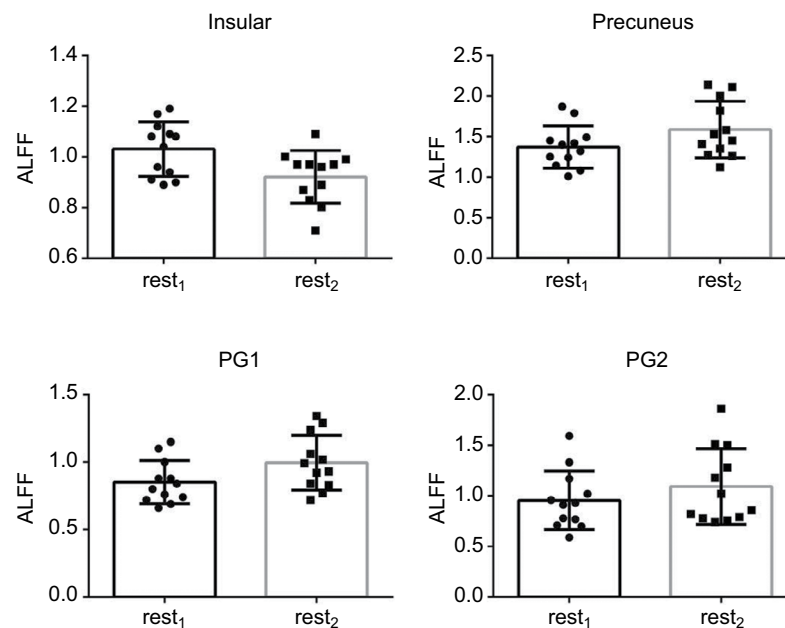 Insular
Precuneus
1.4
1.2
1.0
0.8
0.6
ALFF
rest₁
rest₂
2.5
2.0
1.5
1.0
0.5
0.0
ALFF
rest₁
rest₂
PG1
PG2
1.5
1.0
0.5
0.0
ALFF
rest₁
rest₂
2.0
1.5
1.0
0.5
0.0
ALFF
rest₁
rest₂